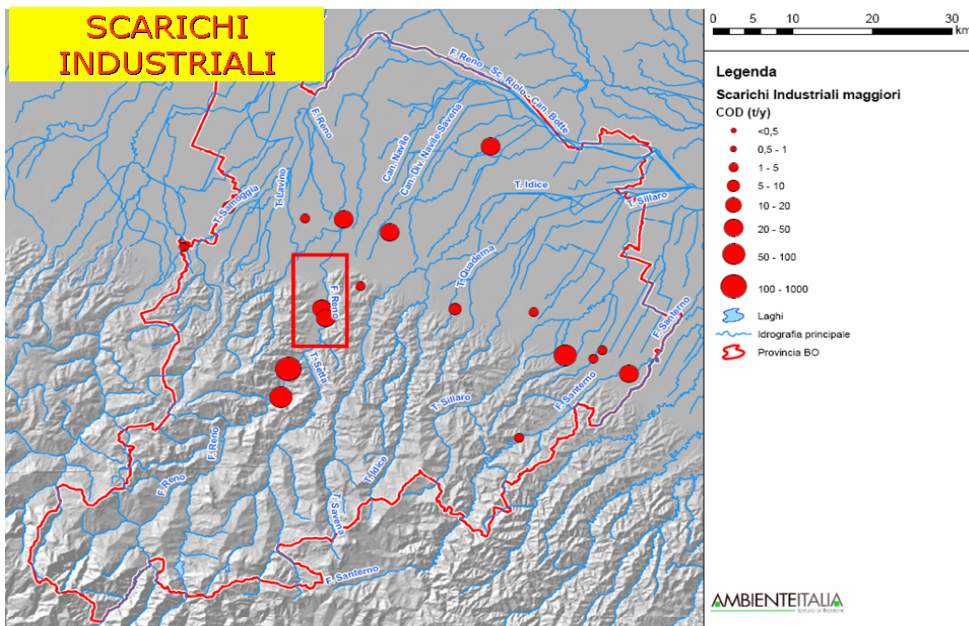 SCARICHI
INDUSTRIALI
0 5 10 20 30
km
Legenda
Scarichi Industriali maggiori
COD (t/y)
<0,5
0,5 - 1
1 - 5
5 - 10
10 - 20
20 - 50
50 - 100
100 - 1000
Laghi
Idrografia principale
Provincia BO
F. Reno - Sc. Riolo - Can. Botte
F. Reno
Can. Navile
Can. Div. Navile-Savena
T. Lavino
T. Samoggia
T. Idice
T. Sillaro
T. Quaderna
F. Reno
F. Santerno
T. Setta
T. Sillaro
F. Santerno
F. Reno
F. Reno
T. Idice
T. Savena
F. Santerno
AMBIENTEITALIA